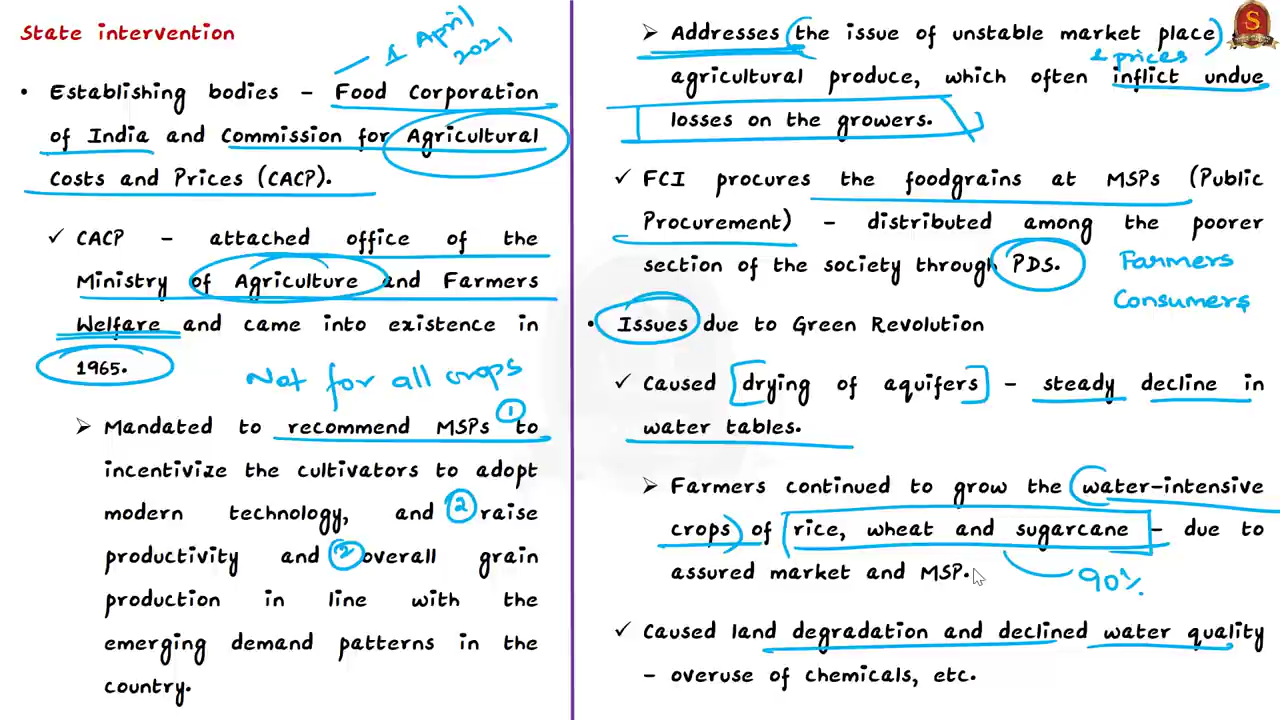 State intervention
1 April
2021
• Establishing bodies – Food Corporation
of India and Commission for Agricultural
Costs and Prices (CACP).
✓ CACP – attached office of the
Ministry of Agriculture and Farmers
Welfare and came into existence in
1965.
Not for all crops
➢ Mandated to recommend MSPs ① to
incentivize the cultivators to adopt
modern technology, and ② raise
productivity and ② overall grain
production in line with the
emerging demand patterns in the
country.
➢ Addresses the issue of unstable market place
& prices
agricultural produce, which often inflict undue
losses on the growers.
✓ FCI procures the foodgrains at MSPs (Public
Procurement) – distributed among the poorer
section of the society through PDS.
Farmers
Consumers
• Issues due to Green Revolution
✓ Caused [drying of aquifers] – steady decline in
water tables.
➢ Farmers continued to grow the water-intensive
crops) of rice, wheat and sugarcane – due to
assured market and MSP.
90%
✓ Caused land degradation and declined water quality
– overuse of chemicals, etc.
S